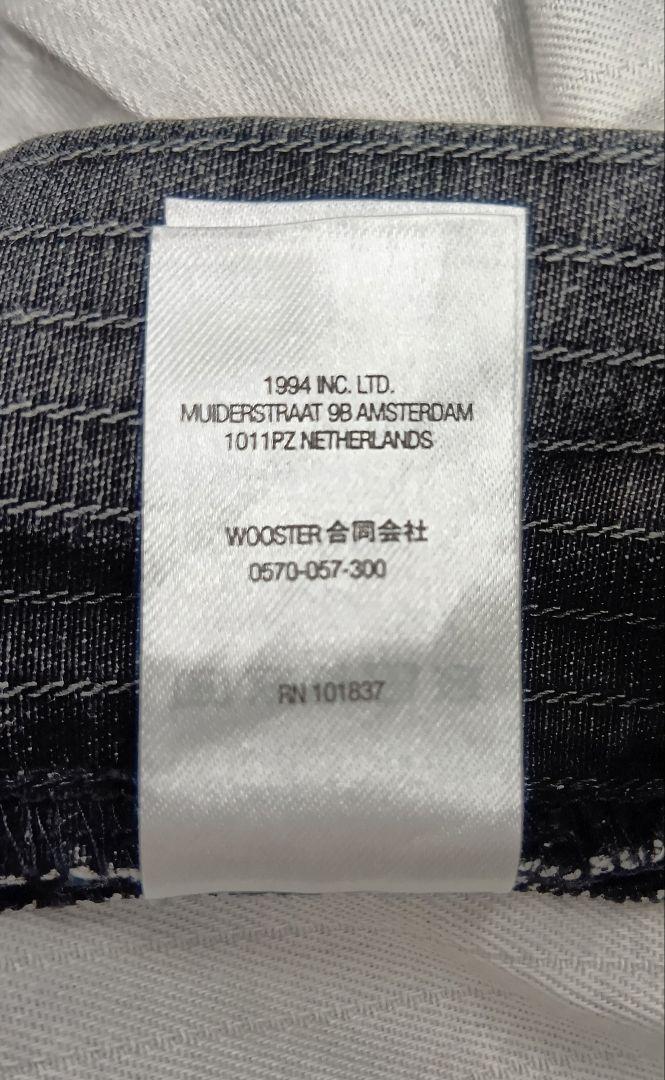 1994 INC. LTD.
MUIDERSTRAAT 9B AMSTERDAM
1011PZ NETHERLANDS
WOOSTER 合同会社
0570-057-300
RN 101837